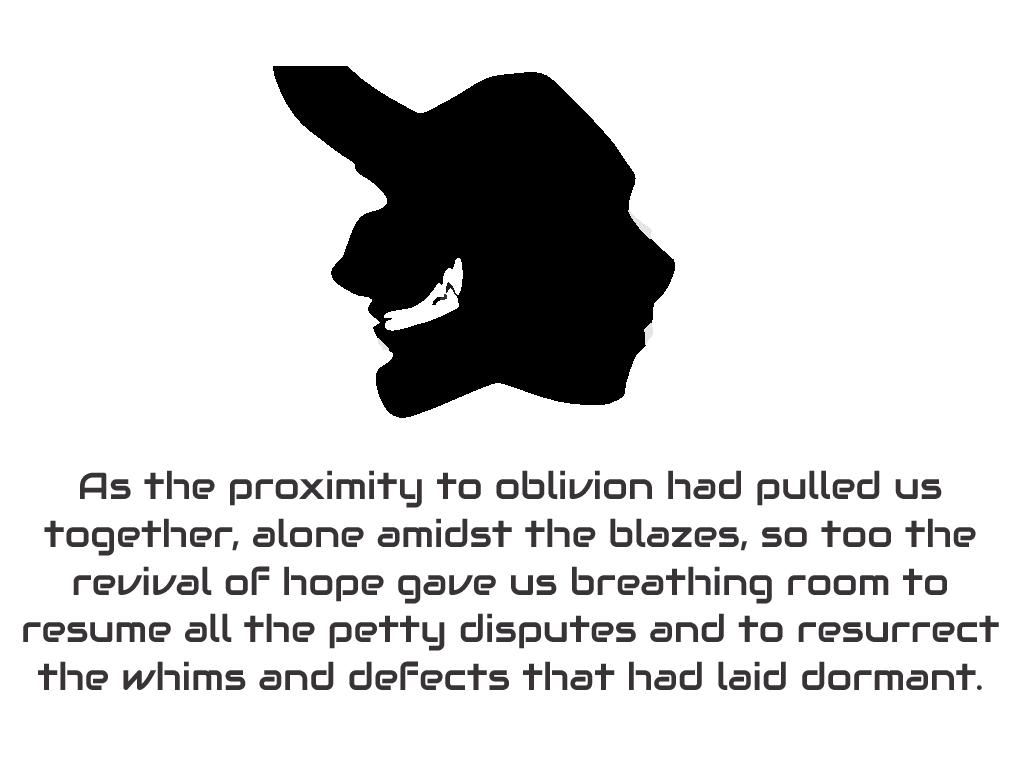 As the proximity to oblivion had pulled us
together, alone amidst the blazes, so too the
revival of hope gave us breathing room to
resume all the petty disputes and to resurrect
the whims and defects that had laid dormant.